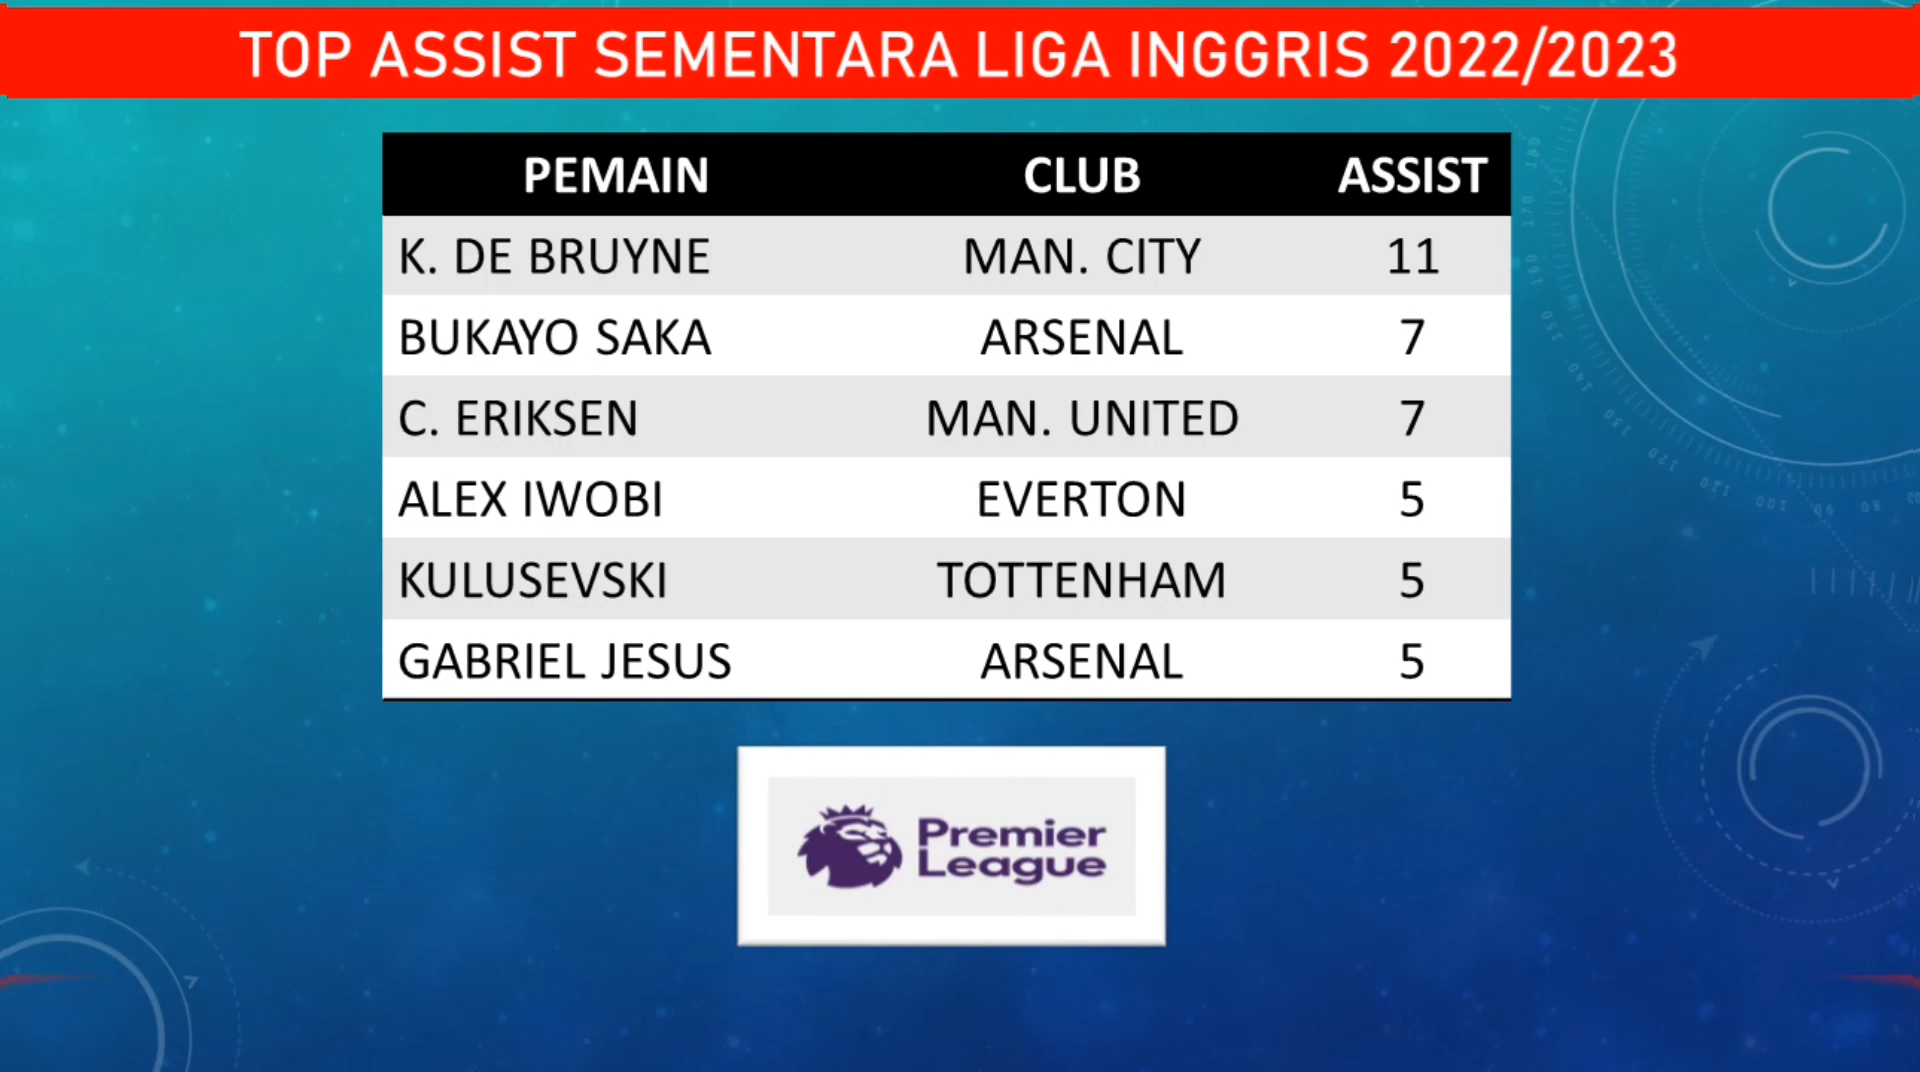 TOP ASSIST SEMENTARA LIGA INGGRIS 2022/2023
PEMAIN CLUB ASSIST
K. DE BRUYNE MAN. CITY 11
BUKAYO SAKA ARSENAL 7
C. ERIKSEN MAN. UNITED 7
ALEX IWOBI EVERTON 5
KULUSEVSKI TOTTENHAM 5
GABRIEL JESUS ARSENAL 5
Premier
League